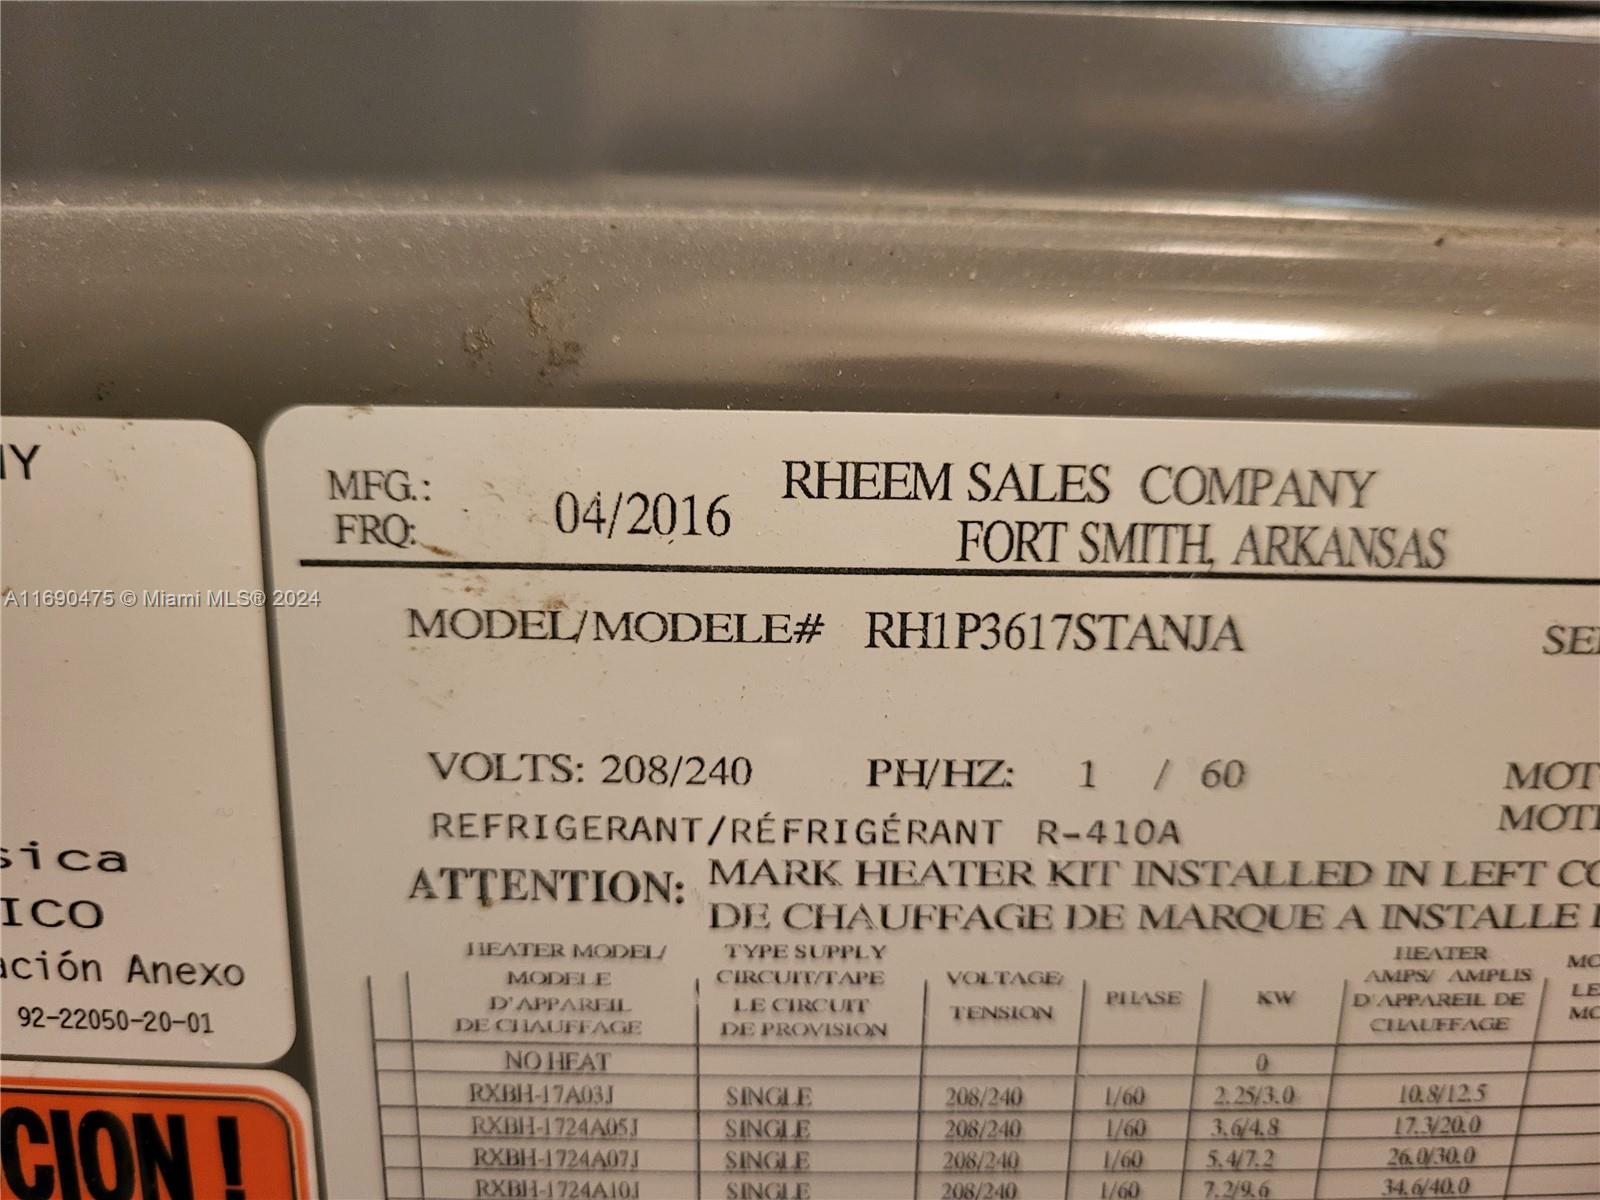 MFG.:
FRQ:
04/2016
RHEEM SALES COMPANY
FORT SMITH, ARKANSAS
MODEL/MODELE# RH1P3617STANJA
VOLTS: 208/240 PH/HZ: 1 / 60
REFRIGERANT/RÉFRIGÉRANT R-410A
ATTENTION: MARK HEATER KIT INSTALLED IN LEFT
DE CHAUFFAGE DE MARQUE A INSTALLE
HEATER MODEL/
MODELE
D'APPAREIL
DE CHAUFFAGE
TYPE SUPPLY
CIRCUIT/TAPE
LE CIRCUIT
DE PROVISION
VOLTAGE/
TENSION
PHASE
KW
HEATER
AMPS/ AMPLIS
D'APPAREIL DE
CHAUFFAGE
NO HEAT 0
RXBH-17A03J SINGLE 208/240 1/60 2.25/3.0 10.8/12.5
RXBH-1724A05J SINGLE 208/240 1/60 3.6/4.8 17.3/20.0
RXBH-1724A07J SINGLE 208/240 1/60 5.4/7.2 26.0/30.0
RXBH-1724A10J SINGLE 208/240 1/60 7.2/9.6 34.6/40.0
Anexo
92-22050-20-01
CION!
A11690475 © Miami MLS® 2024